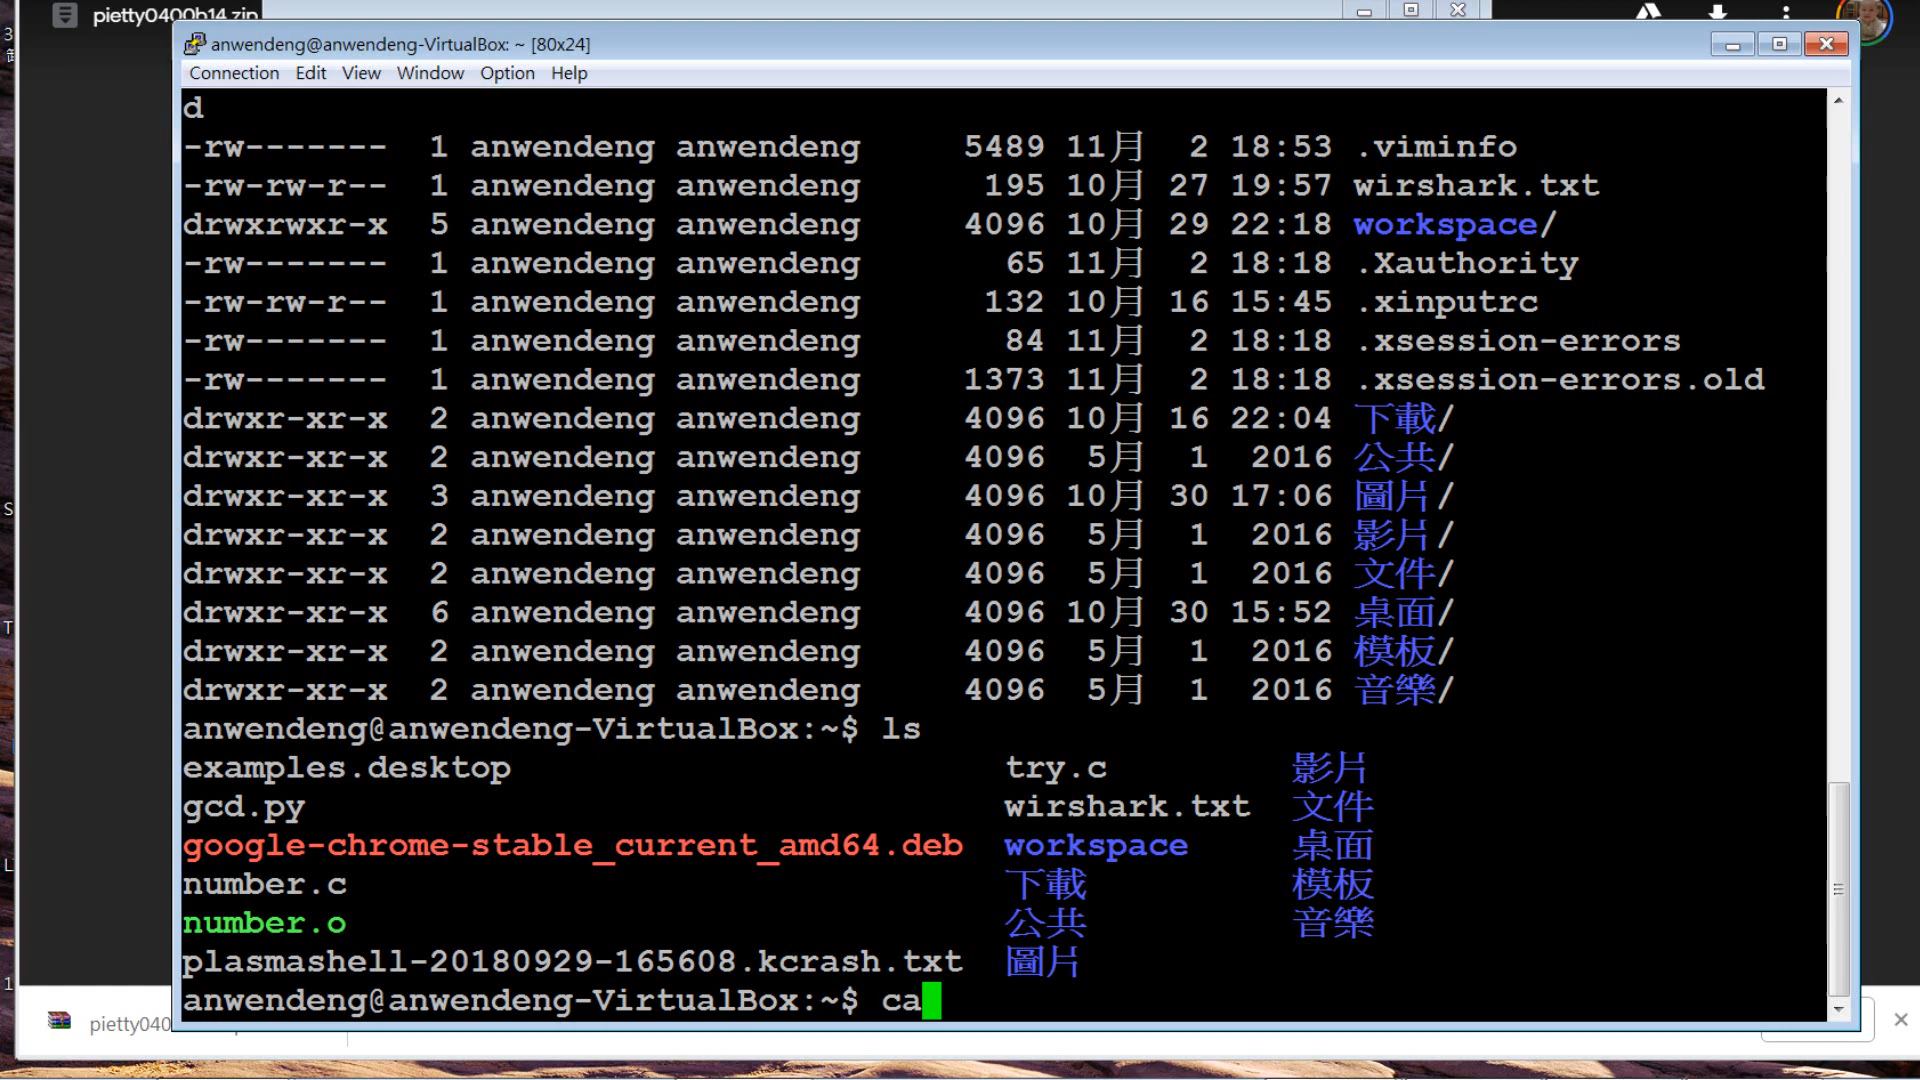 pietty0400b14.zip
anwendeng@anwendeng-VirtualBox: ~ [80x24]
Connection Edit View Window Option Help
d
-rw------- 1 anwendeng anwendeng 5489 11月 2 18:53 .viminfo
-rw-rw-r-- 1 anwendeng anwendeng 195 10月 27 19:57 wirshark.txt
drwxrwxr-x 5 anwendeng anwendeng 4096 10月 29 22:18 workspace/
-rw------- 1 anwendeng anwendeng 65 11月 2 18:18 .Xauthority
-rw-rw-r-- 1 anwendeng anwendeng 132 10月 16 15:45 .xinputrc
-rw------- 1 anwendeng anwendeng 84 11月 2 18:18 .xsession-errors
-rw------- 1 anwendeng anwendeng 1373 11月 2 18:18 .xsession-errors.old
drwxr-xr-x 2 anwendeng anwendeng 4096 10月 16 22:04 下載/
drwxr-xr-x 2 anwendeng anwendeng 4096 5月 1 2016 公共/
drwxr-xr-x 3 anwendeng anwendeng 4096 10月 30 17:06 圖片/
drwxr-xr-x 2 anwendeng anwendeng 4096 5月 1 2016 影片/
drwxr-xr-x 2 anwendeng anwendeng 4096 5月 1 2016 文件/
drwxr-xr-x 6 anwendeng anwendeng 4096 10月 30 15:52 桌面/
drwxr-xr-x 2 anwendeng anwendeng 4096 5月 1 2016 模板/
drwxr-xr-x 2 anwendeng anwendeng 4096 5月 1 2016 音樂/
anwendeng@anwendeng-VirtualBox:~$ ls
examples.desktop try.c 影片
gcd.py wirshark.txt 文件
google-chrome-stable_current_amd64.deb workspace 桌面
number.c 下載 模板
number.o 公共 音樂
plasmashell-20180929-165608.kcrash.txt 圖片
anwendeng@anwendeng-VirtualBox:~$ ca
pietty040